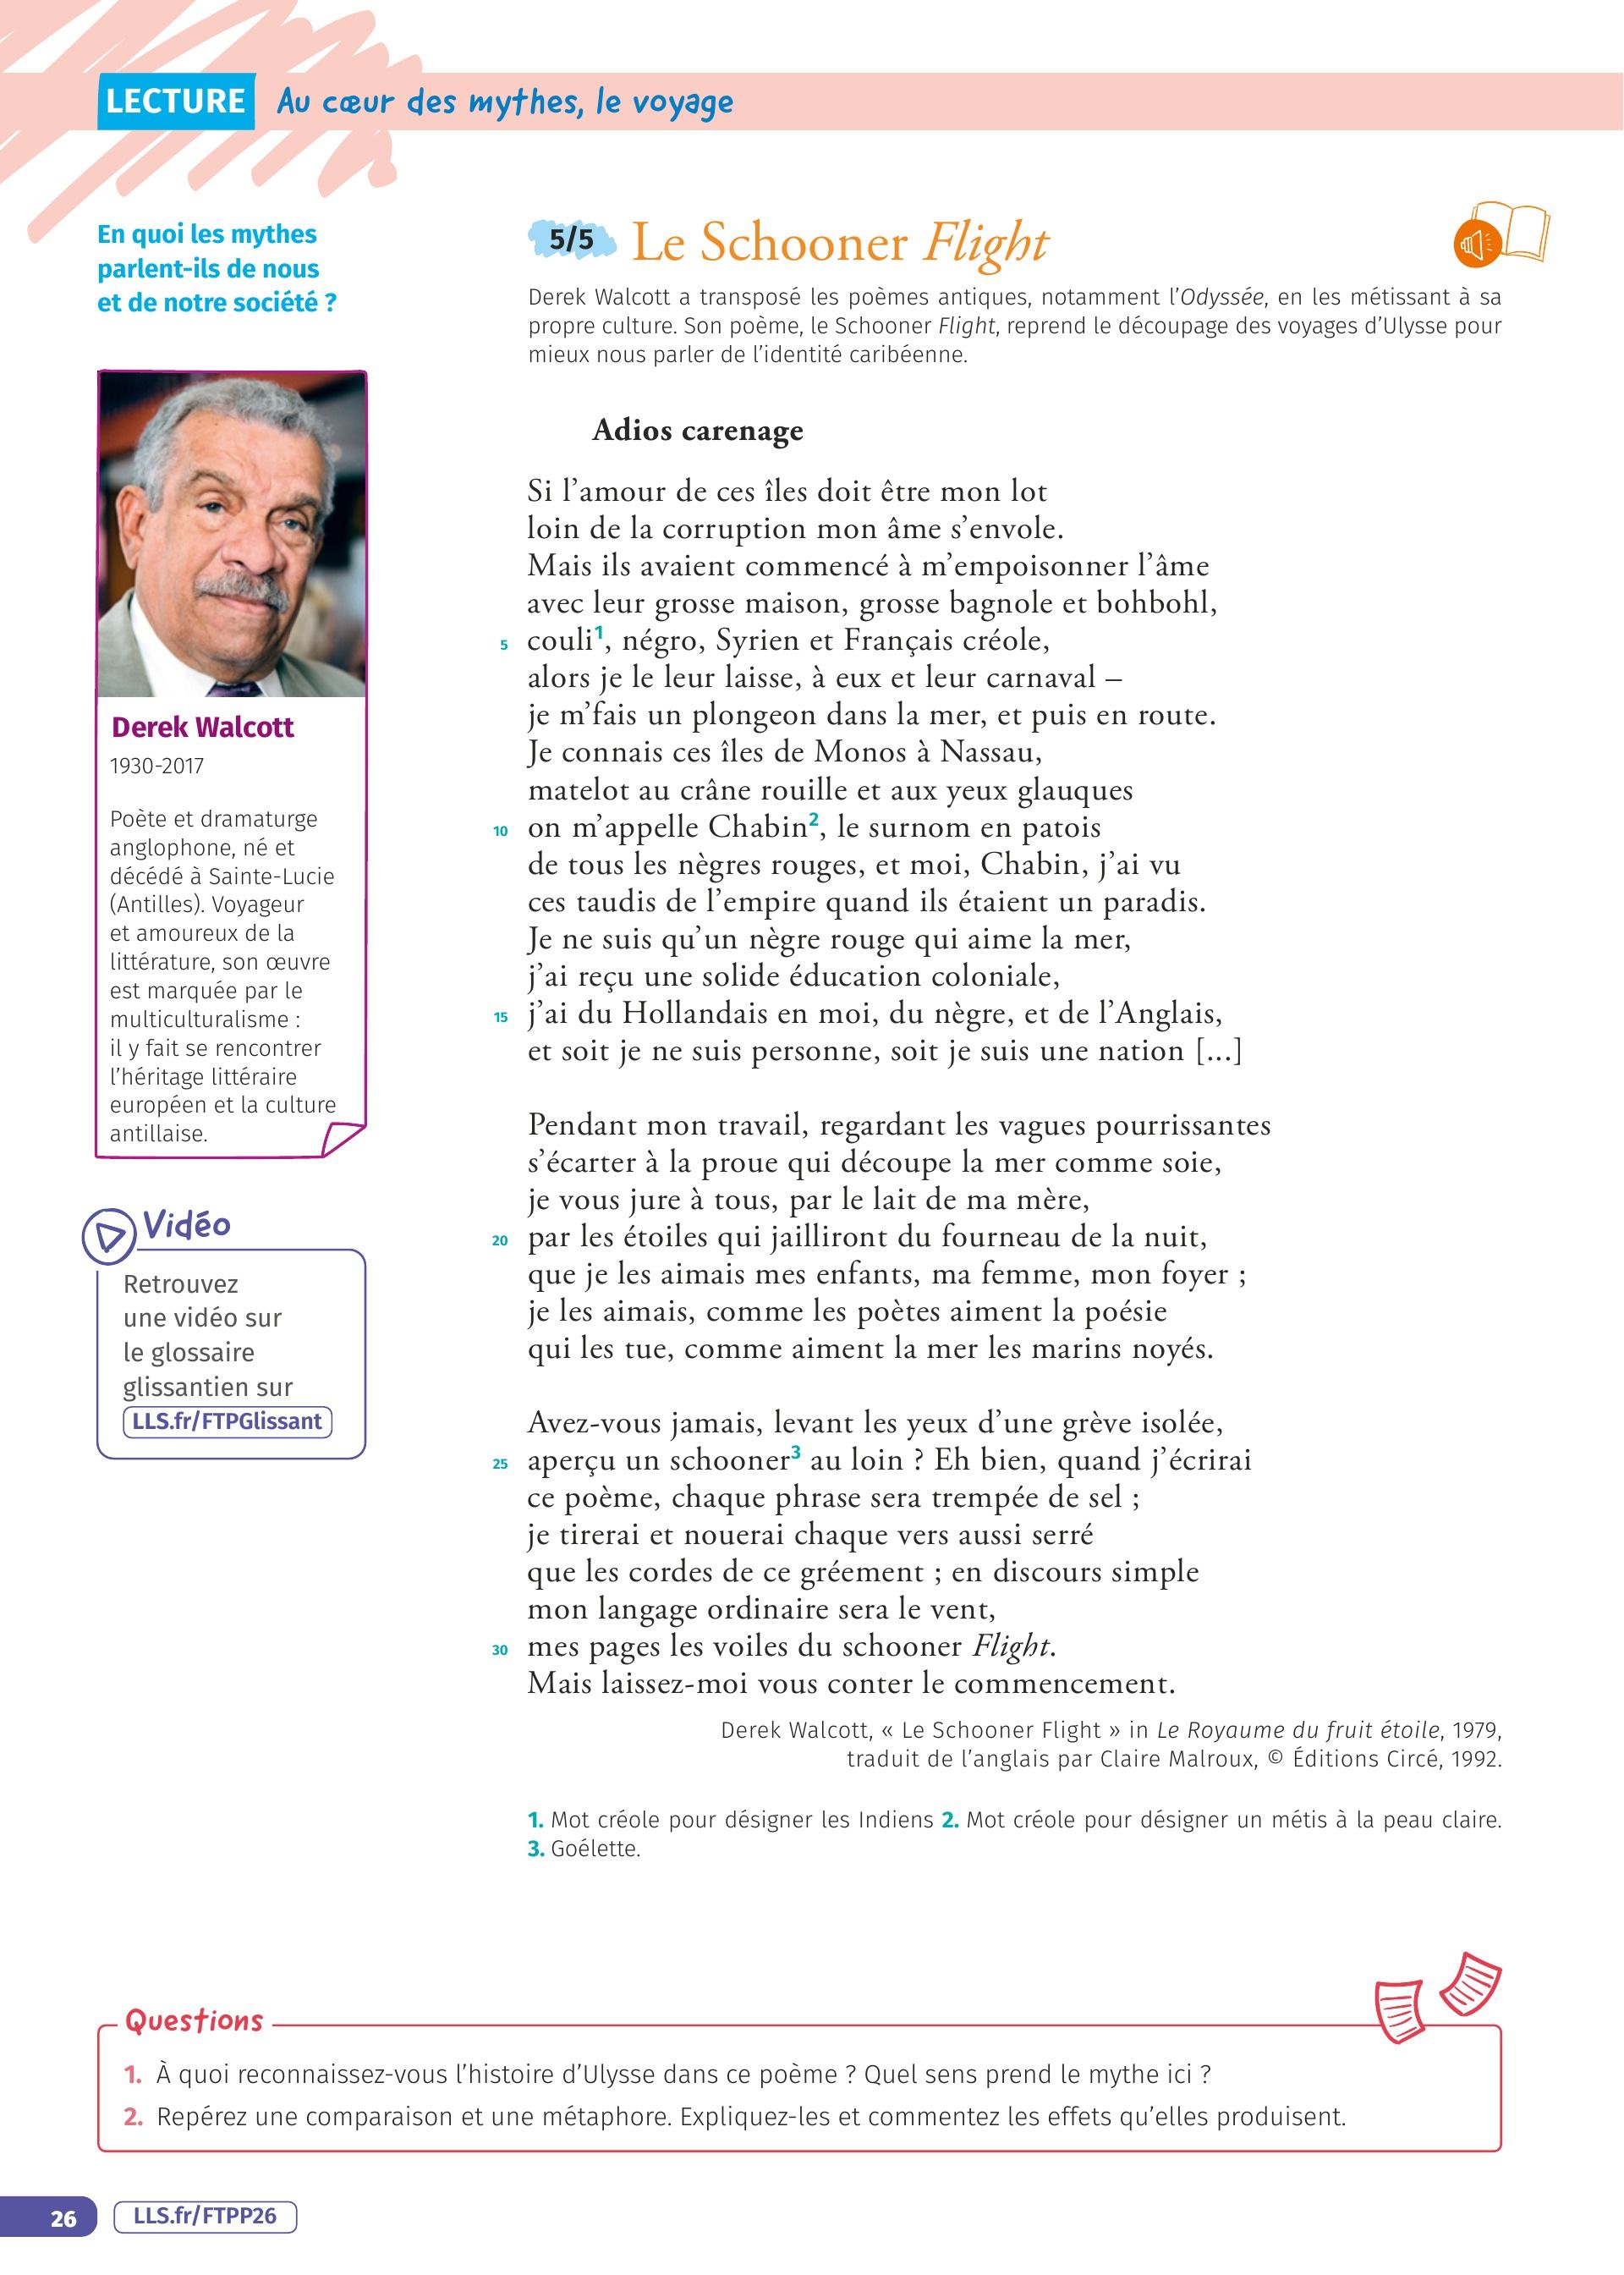 LECTURE Au cœur des mythes, le voyage
En quoi les mythes
parlent-ils de nous
et de notre société ?
Derek Walcott
1930-2017
Poète et dramaturge
anglophone, né et
décédé à Sainte-Lucie
(Antilles). Voyageur
et amoureux de la
littérature, son œuvre
est marquée par le
multiculturalisme :
il y fait se rencontrer
l’héritage littéraire
européen et la culture
antillaise.
Vidéo
Retrouvez
une vidéo sur
le glossaire
glissantien sur
LLS.fr/FTPGlissant
5/5 Le Schooner Flight
Derek Walcott a transposé les poèmes antiques, notamment l’Odyssée, en les métissant à sa
propre culture. Son poème, le Schooner Flight, reprend le découpage des voyages d’Ulysse pour
mieux nous parler de l’identité caribéenne.
Adios carenage
Si l’amour de ces îles doit être mon lot
loin de la corruption mon âme s’envole.
Mais ils avaient commencé à m’empoisonner l’âme
avec leur grosse maison, grosse bagnole et bohbohl,
5 couli1, négro, Syrien et Français créole,
alors je le leur laisse, à eux et leur carnaval –
je m’fais un plongeon dans la mer, et puis en route.
Je connais ces îles de Monos à Nassau,
matelot au crâne rouille et aux yeux glauques
10 on m’appelle Chabin2, le surnom en patois
de tous les nègres rouges, et moi, Chabin, j’ai vu
ces taudis de l’empire quand ils étaient un paradis.
Je ne suis qu’un nègre rouge qui aime la mer,
j’ai reçu une solide éducation coloniale,
15 j’ai du Hollandais en moi, du nègre, et de l’Anglais,
et soit je ne suis personne, soit je suis une nation [...]
Pendant mon travail, regardant les vagues pourrissantes
s’écarter à la proue qui découpe la mer comme soie,
je vous jure à tous, par le lait de ma mère,
20 par les étoiles qui jailliront du fourneau de la nuit,
que je les aimais mes enfants, ma femme, mon foyer ;
je les aimais, comme les poètes aiment la poésie
qui les tue, comme aiment la mer les marins noyés.
Avez-vous jamais, levant les yeux d’une grève isolée,
25 aperçu un schooner3 au loin ? Eh bien, quand j’écrirai
ce poème, chaque phrase sera trempée de sel ;
je tirerai et nouerai chaque vers aussi serré
que les cordes de ce gréement ; en discours simple
mon langage ordinaire sera le vent,
30 mes pages les voiles du schooner Flight.
Mais laissez-moi vous conter le commencement.
Derek Walcott, « Le Schooner Flight » in Le Royaume du fruit étoile, 1979,
traduit de l’anglais par Claire Malroux, © Éditions Circé, 1992.
1. Mot créole pour désigner les Indiens 2. Mot créole pour désigner un métis à la peau claire.
3. Goélette.
Questions
1. À quoi reconnaissez-vous l’histoire d’Ulysse dans ce poème ? Quel sens prend le mythe ici ?
2. Repérez une comparaison et une métaphore. Expliquez-les et commentez les effets qu’elles produisent.
26 LLS.fr/FTPP26